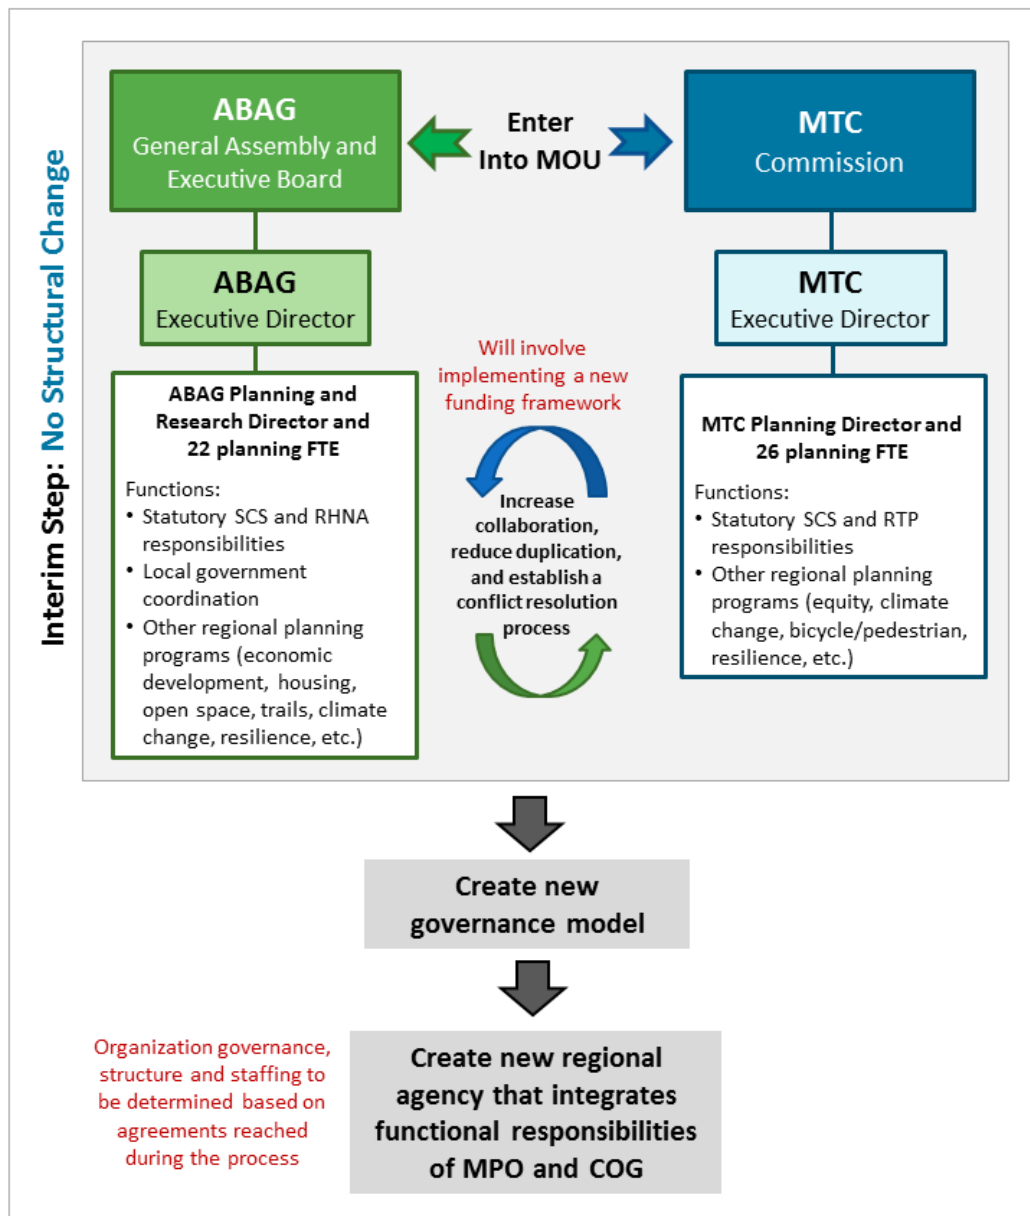 Interim Step: No Structural Change
ABAG
General Assembly and
Executive Board
Enter
Into MOU
MTC
Commission
ABAG
Executive Director
MTC
Executive Director
ABAG Planning and
Research Director and
22 planning FTE
Functions:
• Statutory SCS and RHNA
responsibilities
• Local government
coordination
• Other regional planning
programs (economic
development, housing,
open space, trails, climate
change, resilience, etc.)
Will involve
implementing a new
funding framework
Increase
collaboration,
reduce duplication,
and establish a
conflict resolution
process
MTC Planning Director and
26 planning FTE
Functions:
• Statutory SCS and RTP
responsibilities
• Other regional planning
programs (equity, climate
change, bicycle/pedestrian,
resilience, etc.)
Create new
governance model
Organization governance,
structure and staffing to
be determined based on
agreements reached
during the process
Create new regional
agency that integrates
functional responsibilities
of MPO and COG